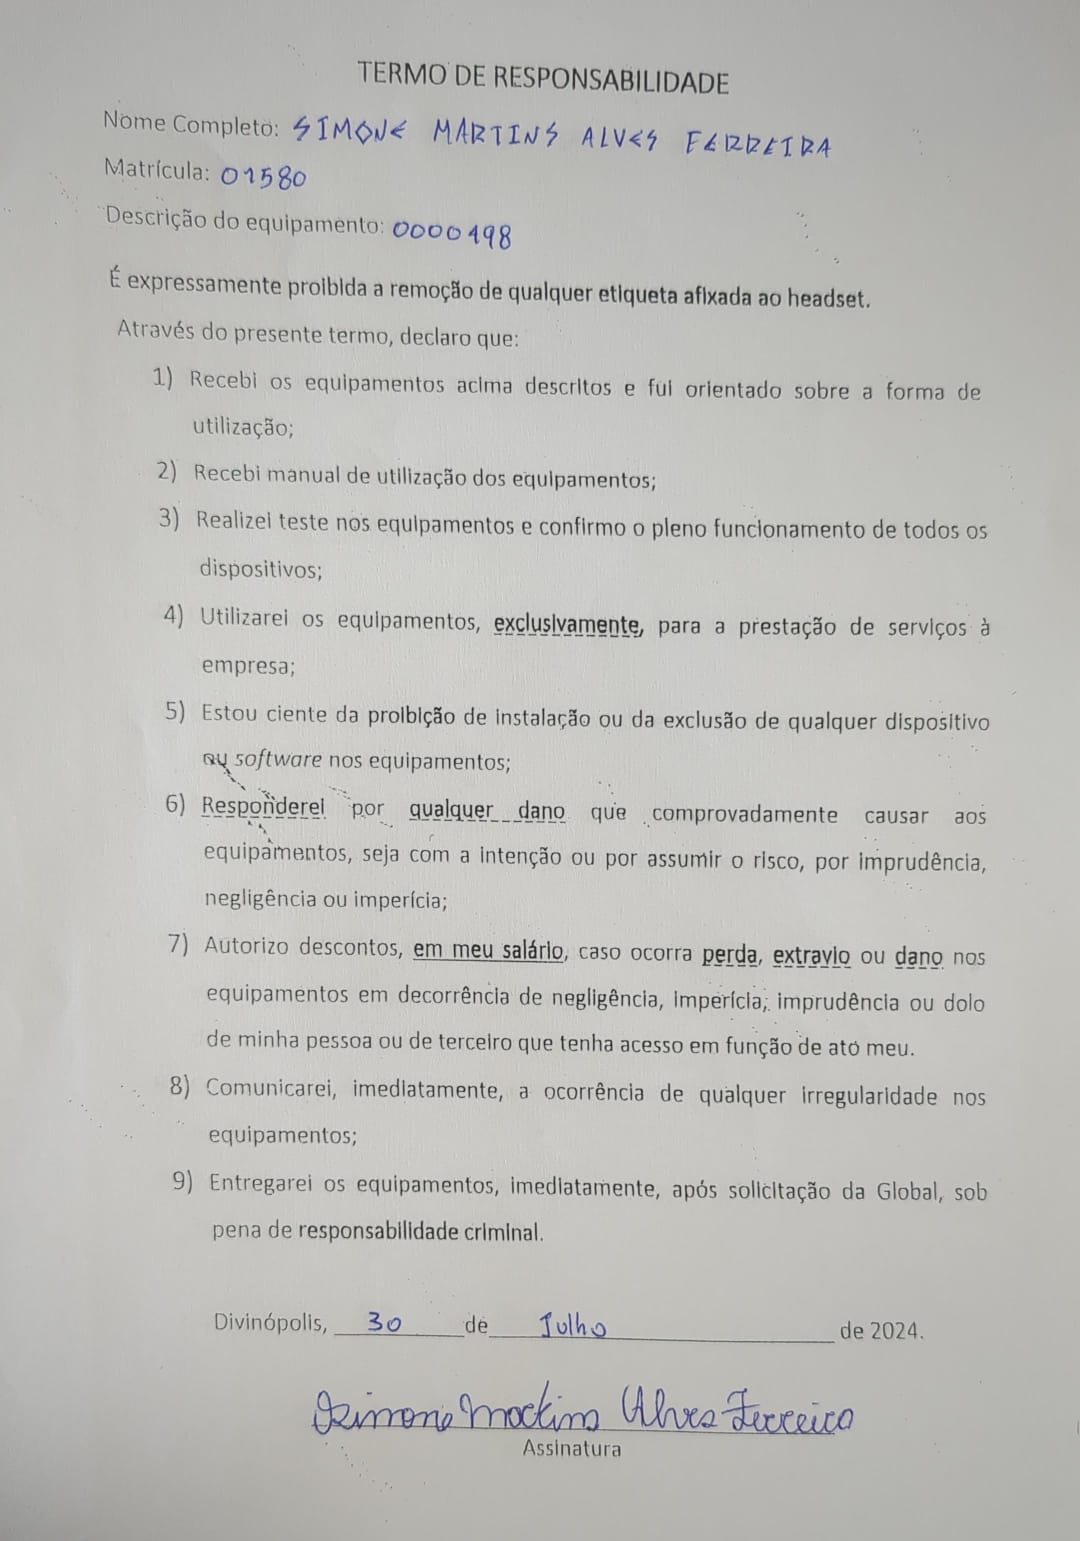 TERMO DE RESPONSABILIDADE
Nome Completo: SIMONE MARTINS ALVES FERREIRA
Matrícula: 01580
Descrição do equipamento: 0000498
É expressamente proibida a remoção de qualquer etiqueta afixada ao headset.
Através do presente termo, declaro que:
1) Recebi os equipamentos acima descritos e fui orientado sobre a forma de
utilização;
2) Recebi manual de utilização dos equipamentos;
3) Realizei teste nos equipamentos e confirmo o pleno funcionamento de todos os
dispositivos;
4) Utilizarei os equipamentos, exclusivamente, para a prestação de serviços à
empresa;
5) Estou ciente da proibição de instalação ou da exclusão de qualquer dispositivo
ou software nos equipamentos;
6) Responderei por qualquer dano que comprovadamente causar aos
equipamentos, seja com a intenção ou por assumir o risco, por imprudência,
negligência ou imperícia;
7) Autorizo descontos, em meu salário, caso ocorra perda, extravio ou dano nos
equipamentos em decorrência de negligência, imperícia, imprudência ou dolo
de minha pessoa ou de terceiro que tenha acesso em função de ato meu.
8) Comunicarei, imediatamente, a ocorrência de qualquer irregularidade nos
equipamentos;
9) Entregarei os equipamentos, imediatamente, após solicitação da Global, sob
pena de responsabilidade criminal.
Divinópolis, 30 de Julho de 2024.
Simone Martins Alves Ferreira
Assinatura